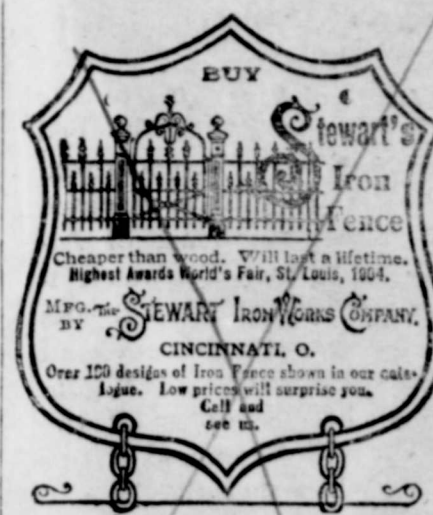 BUY
Stewart's
Iron
Fence
Cheaper than wood. Will last a lifetime.
Highest Awards World's Fair, St. Louis, 1904.
MFG. BY THE STEWART IRON WORKS COMPANY.
CINCINNATI, O.
Over 100 designs of Iron Fence shown in our cata-
logue. Low prices will surprise you.
Call and
see us.